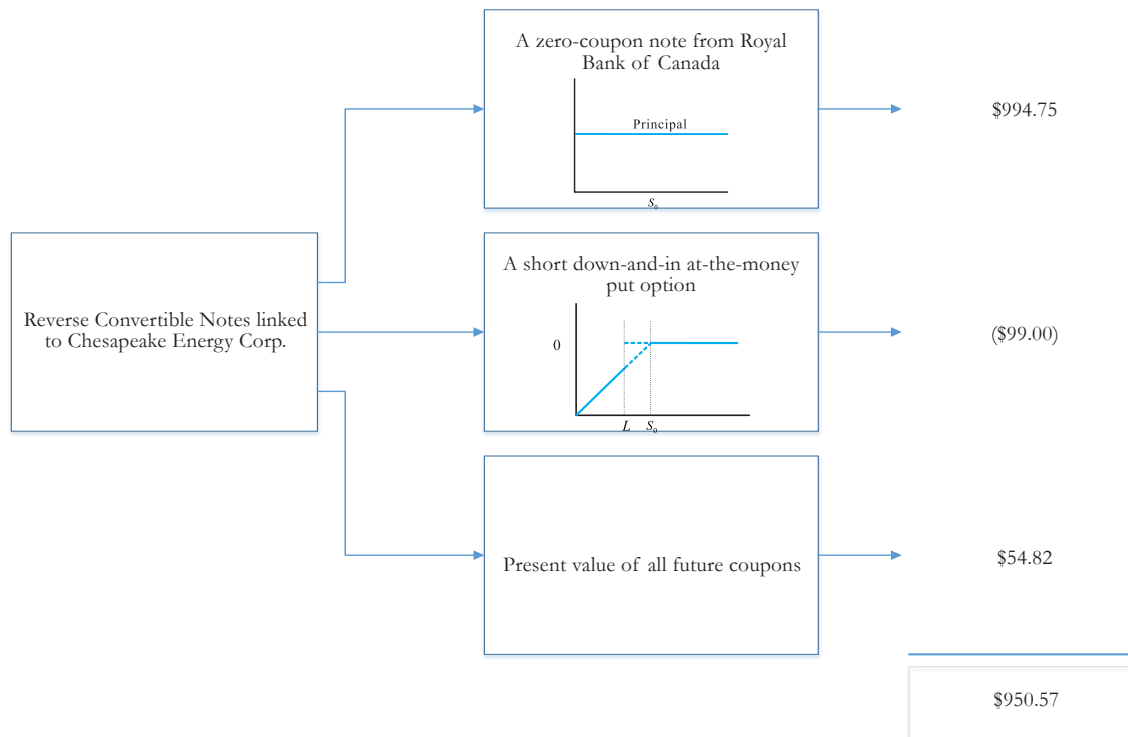 A zero-coupon note from Royal
Bank of Canada
Principal
S₀
$994.75
Reverse Convertible Notes linked
to Chesapeake Energy Corp.
A short down-and-in at-the-money
put option
0
L S₀
($99.00)
Present value of all future coupons
$54.82
$950.57